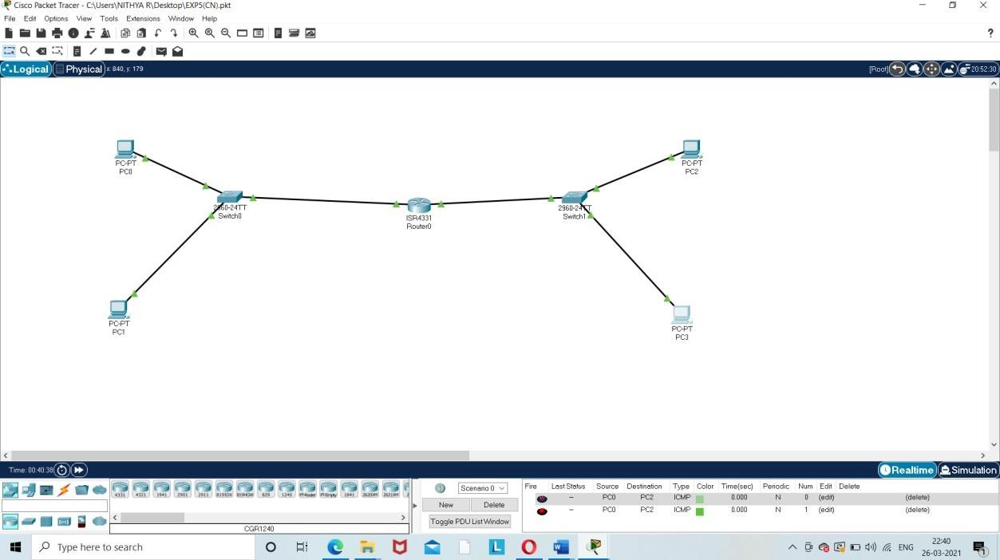 Cisco Packet Tracer - C:\Users\NITHYA R\Desktop\EXP5(CN).pkt
File Edit Options View Tools Extensions Window Help
?
Logical Physical x: 840, y: 179 [Root] 20:52:30
PC-PT
PC0
PC-PT
PC2
2960-24TT
Switch0
ISR4331
Router0
2960-24TT
Switch1
PC-PT
PC1
PC-PT
PC3
Time: 00:40:38 Realtime Simulation
4331 4321 1941 2901 2911 819IOX 819HGW 829 1240 PT-Router PT-Empty 1841 2620XM 2621XM
CGR1240
Scenario 0
New Delete
Toggle PDU List Window
Fire Last Status Source Destination Type Color Time(sec) Periodic Num Edit Delete
-- PC0 PC2 ICMP 0.000 N 0 (edit) (delete)
-- PC0 PC2 ICMP 0.000 N 1 (edit) (delete)
Type here to search
L
W
ENG
22:40
26-03-2021
1